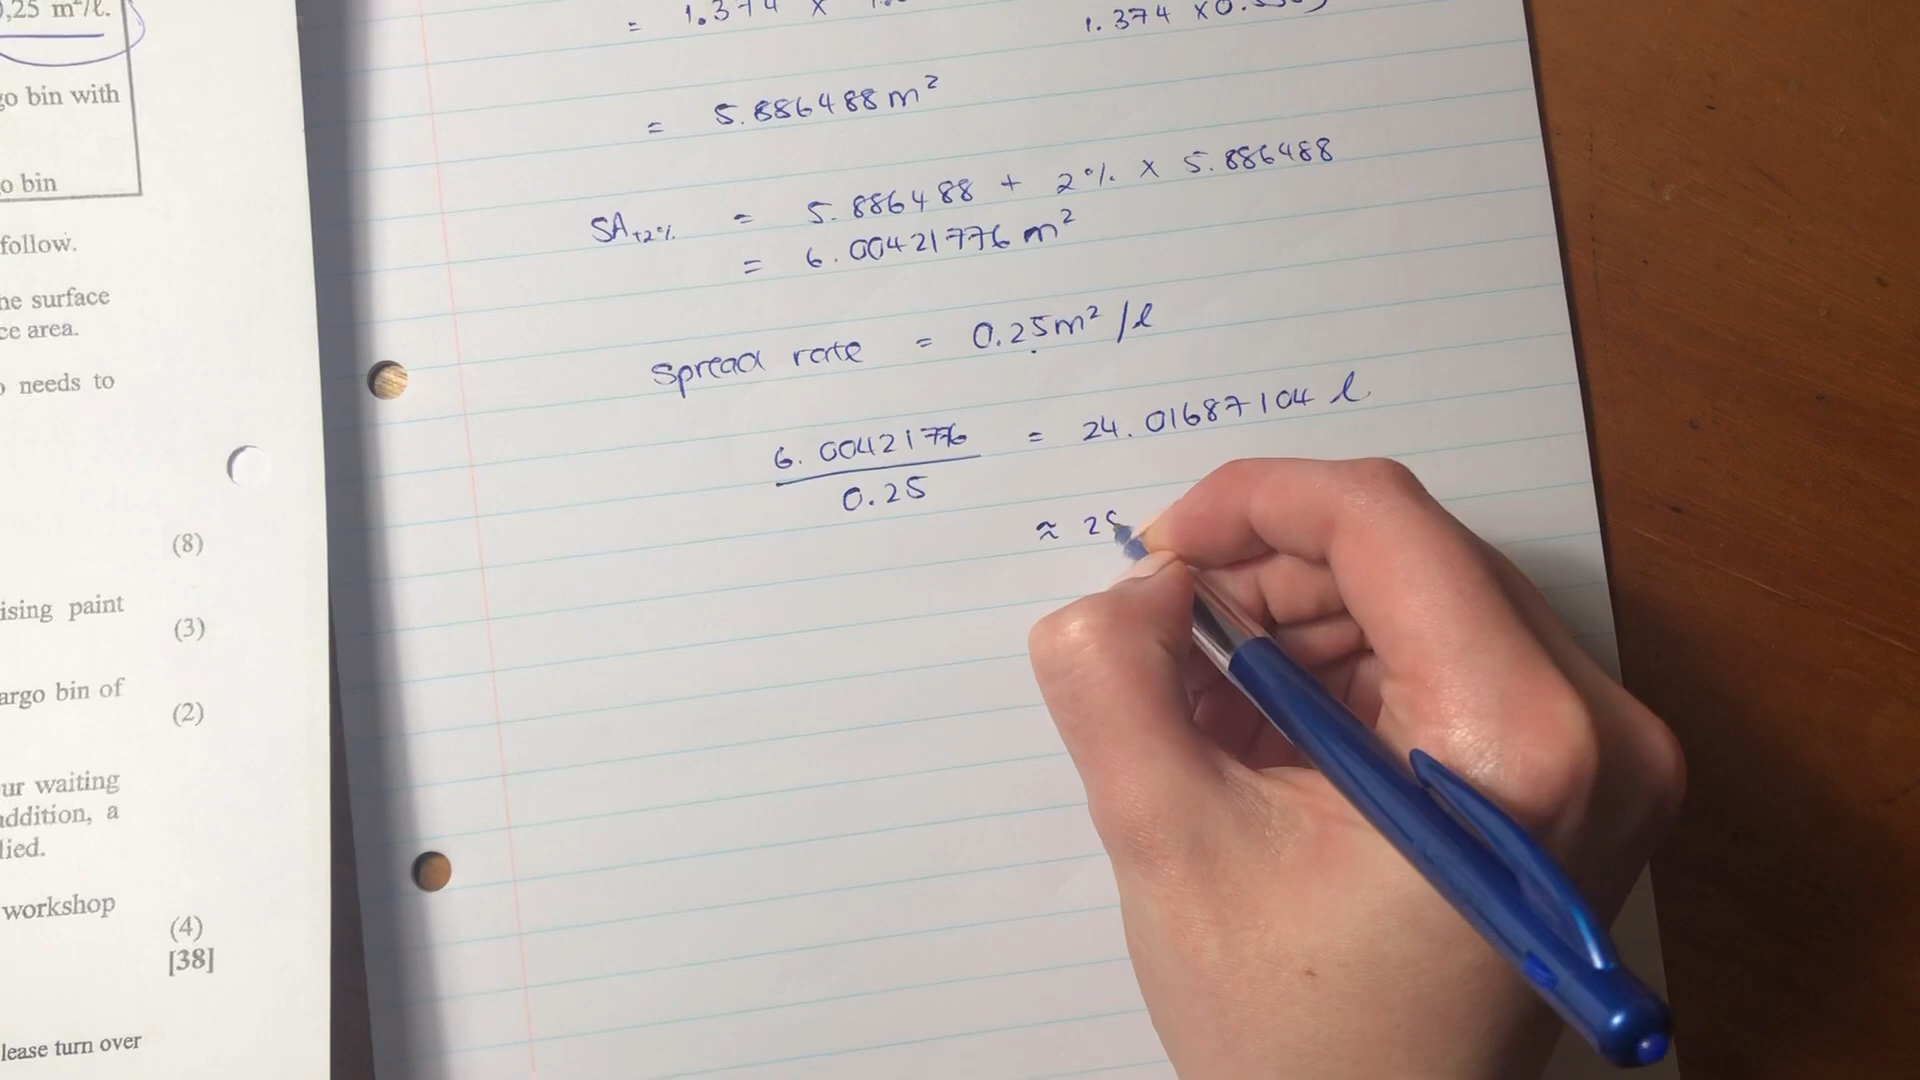 ,25 m²/ℓ.
go bin with
o bin
follow.
he surface
ce area.
needs to
(8)
ising paint
(3)
argo bin of
(2)
ur waiting
addition, a
lied.
workshop
(4)
[38]
lease turn over
= 1.374 x
1.374 x 0.
= 5.886488 m²
SA+2% = 5.886488 + 2% x 5.886488
= 6.00421776 m²
Spread rate = 0.25m²/ℓ
6.00421776
0.25
= 24.01687104 ℓ
≈ 25